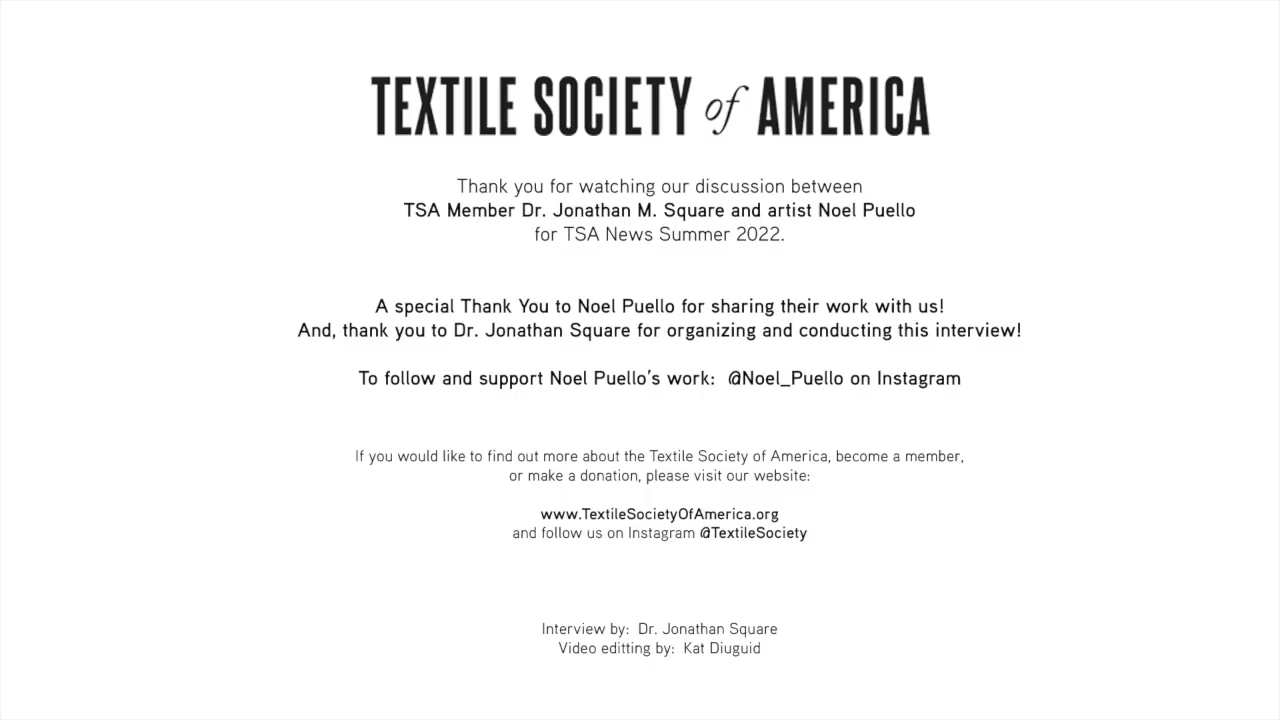 TEXTILE SOCIETY of AMERICA
Thank you for watching our discussion between
TSA Member Dr. Jonathan M. Square and artist Noel Puello
for TSA News Summer 2022.
A special Thank You to Noel Puello for sharing their work with us!
And, thank you to Dr. Jonathan Square for organizing and conducting this interview!
To follow and support Noel Puello's work:  @Noel_Puello on Instagram
If you would like to find out more about the Textile Society of America, become a member,
or make a donation, please visit our website:
www.TextileSocietyOfAmerica.org
and follow us on Instagram @TextileSociety
Interview by:  Dr. Jonathan Square
Video editting by:  Kat Diuguid